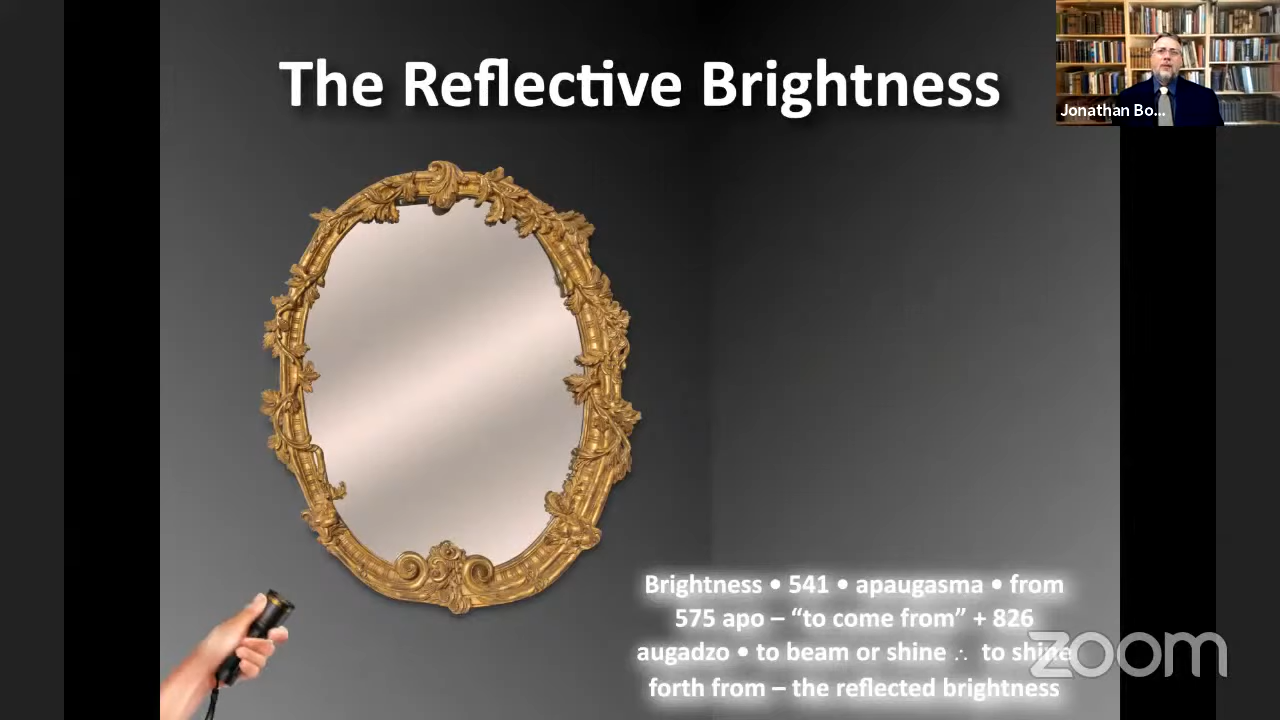 The Reflective Brightness
Jonathan Bo...
Brightness • 541 • apaugasma • from
575 apo – “to come from” + 826
augadzo • to beam or shine ∴ to shine
forth from – the reflected brightness
zoom